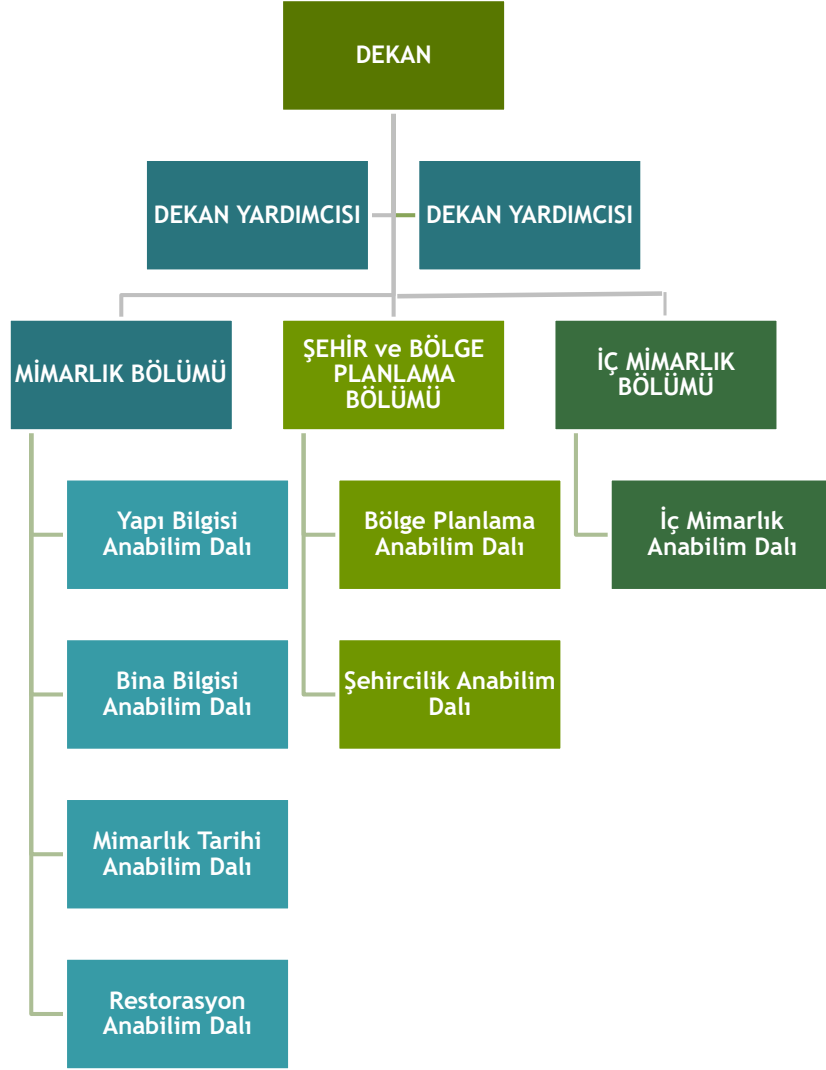 DEKAN
DEKAN YARDIMCISI
DEKAN YARDIMCISI
MİMARLIK BÖLÜMÜ
ŞEHİR ve BÖLGE
PLANLAMA
BÖLÜMÜ
İÇ MİMARLIK
BÖLÜMÜ
Yapı Bilgisi
Anabilim Dalı
Bölge Planlama
Anabilim Dalı
İç Mimarlık
Anabilim Dalı
Bina Bilgisi
Anabilim Dalı
Şehircilik Anabilim
Dalı
Mimarlık Tarihi
Anabilim Dalı
Restorasyon
Anabilim Dalı